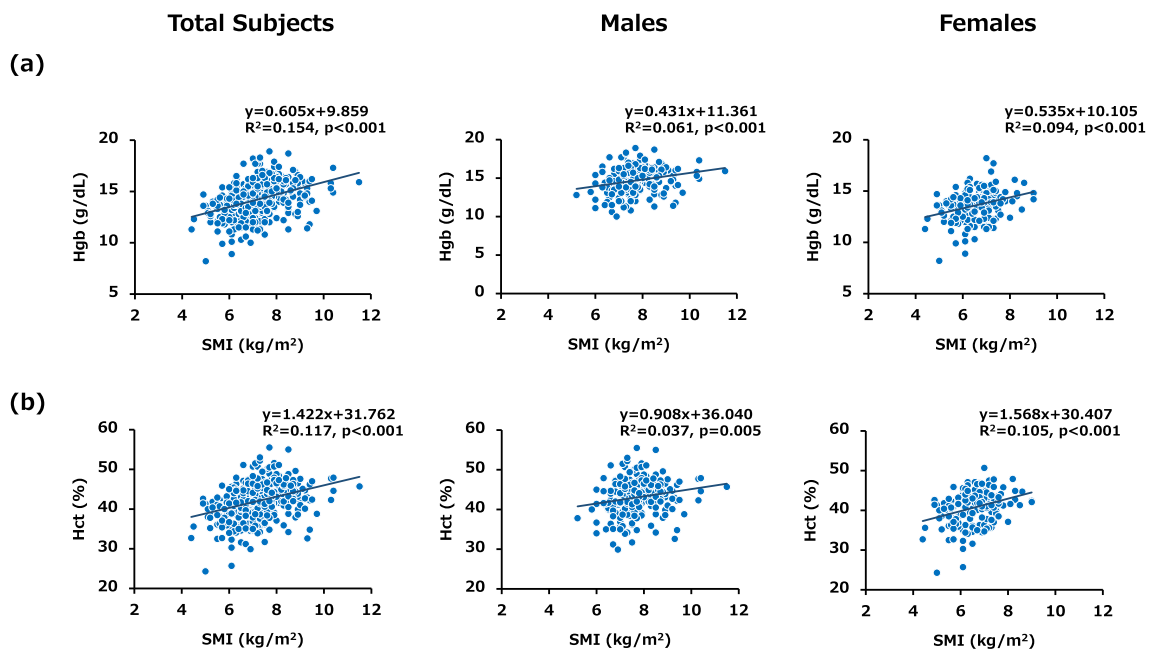 Total Subjects
Males
Females
(a)
y=0.605x+9.859
R²=0.154, p<0.001
20
15
10
5
Hgb (g/dL)
2 4 6 8 10 12
SMI (kg/m²)
y=0.431x+11.361
R²=0.061, p<0.001
20
15
10
5
0
Hgb (g/dL)
2 4 6 8 10 12
SMI (kg/m²)
y=0.535x+10.105
R²=0.094, p<0.001
20
15
10
5
Hgb (g/dL)
2 4 6 8 10 12
SMI (kg/m²)
(b)
y=1.422x+31.762
R²=0.117, p<0.001
60
50
40
30
20
Hct (%)
2 4 6 8 10 12
SMI (kg/m²)
y=0.908x+36.040
R²=0.037, p=0.005
60
50
40
30
20
Hct (%)
2 4 6 8 10 12
SMI (kg/m²)
y=1.568x+30.407
R²=0.105, p<0.001
60
50
40
30
20
Hct (%)
2 4 6 8 10 12
SMI (kg/m²)